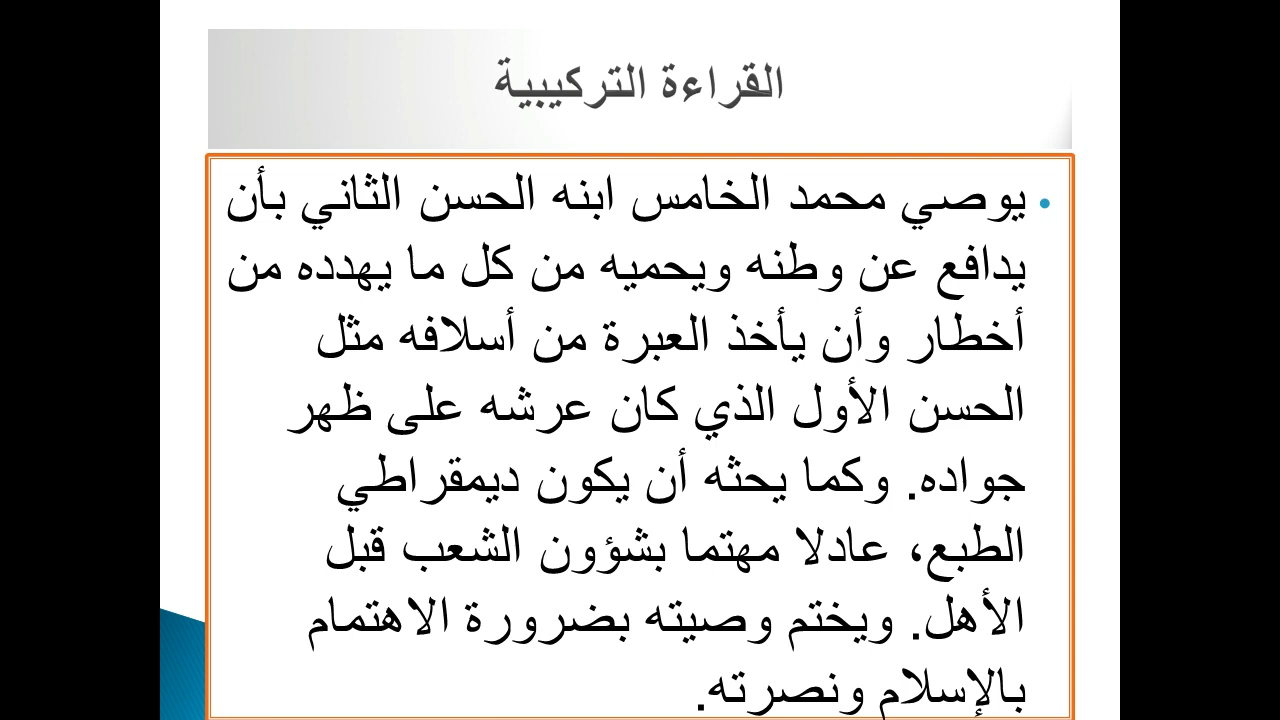 القراءة التركيبية
• يوصي محمد الخامس ابنه الحسن الثاني بأن
يدافع عن وطنه ويحميه من كل ما يهدده من
أخطار وأن يأخذ العبرة من أسلافه مثل
الحسن الأول الذي كان عرشه على ظهر
جواده. وكما يحثه أن يكون ديمقراطي
الطبع، عادلا مهتما بشؤون الشعب قبل
الأهل. ويختم وصيته بضرورة الاهتمام
بالإسلام ونصرته.